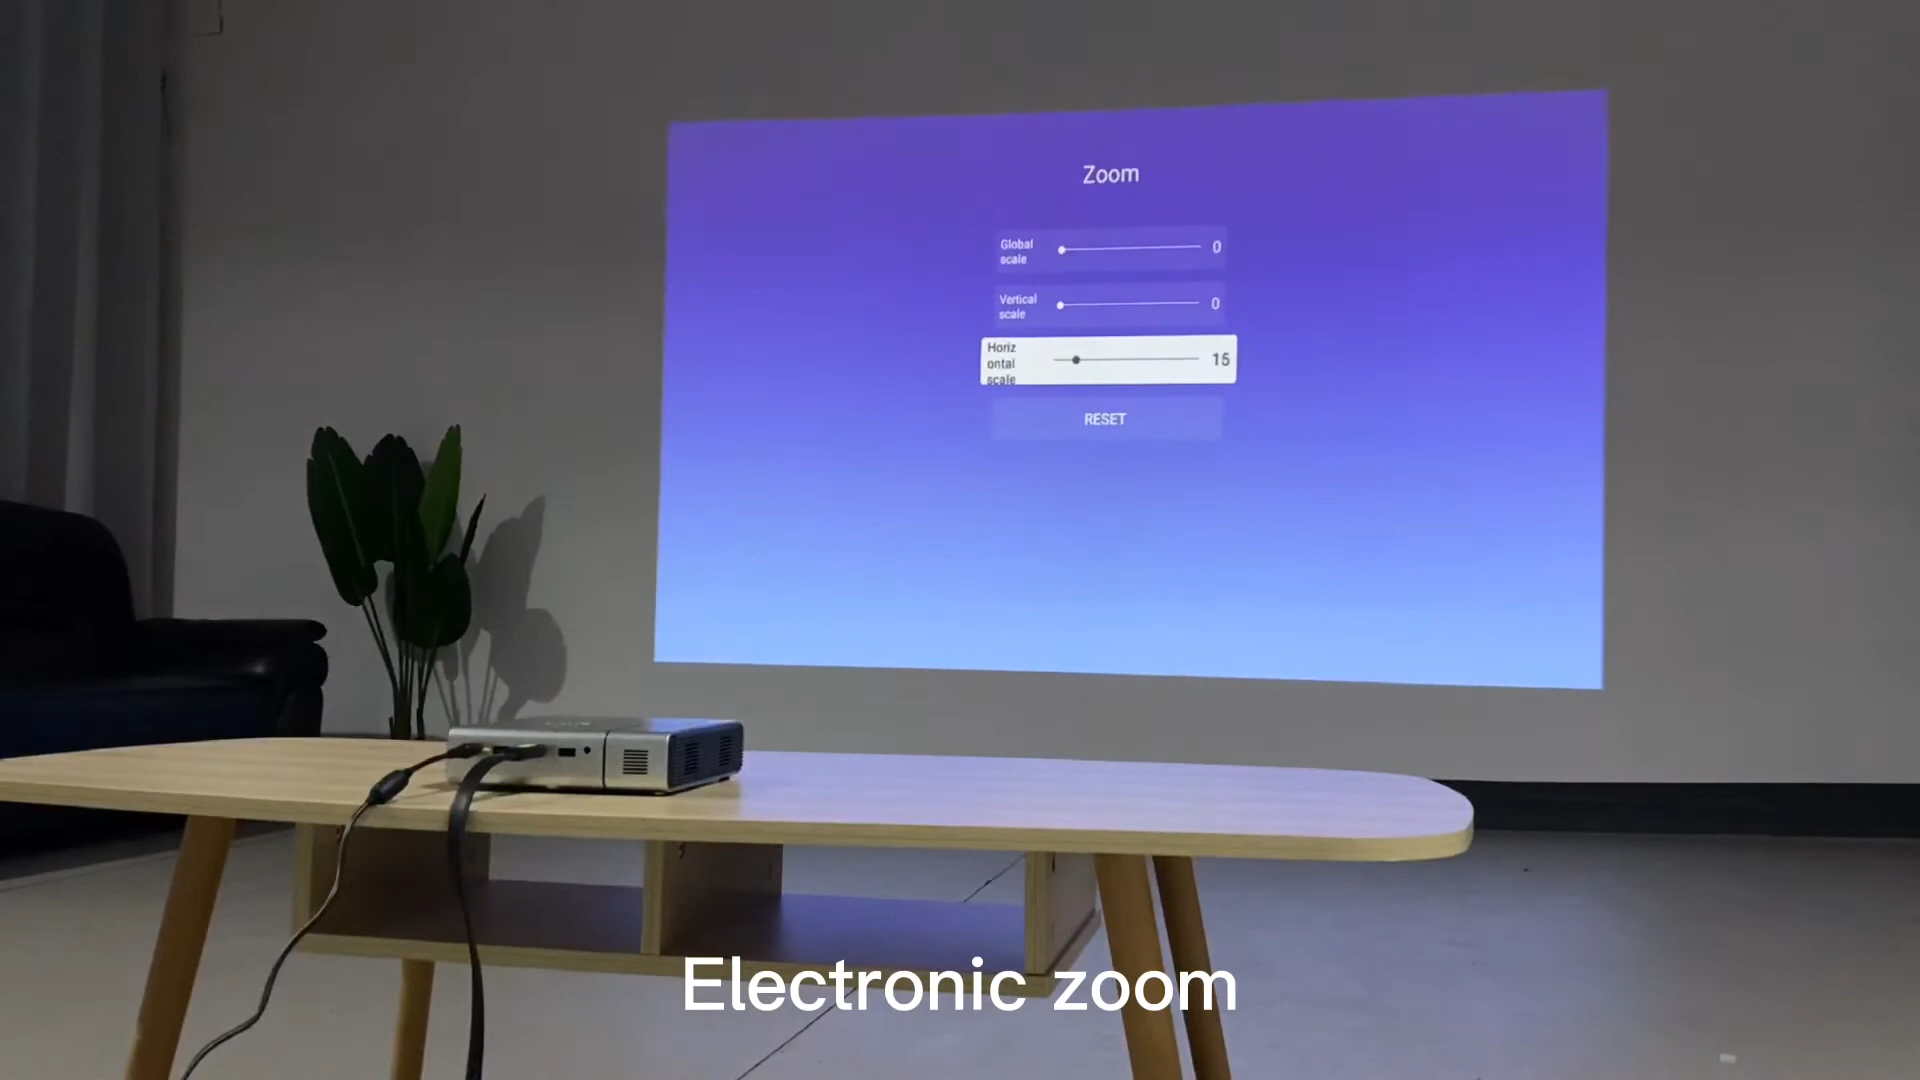 Zoom
Global
scale
0
Vertical
scale
0
Horiz
ontal
scale
15
RESET
Electronic zoom